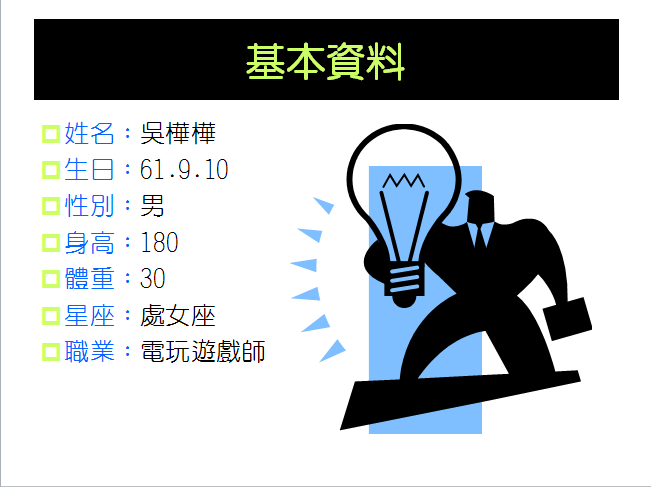 基本資料
姓名：吳樺樺
生日：61.9.10
性別：男
身高：180
體重：30
星座：處女座
職業：電玩遊戲師